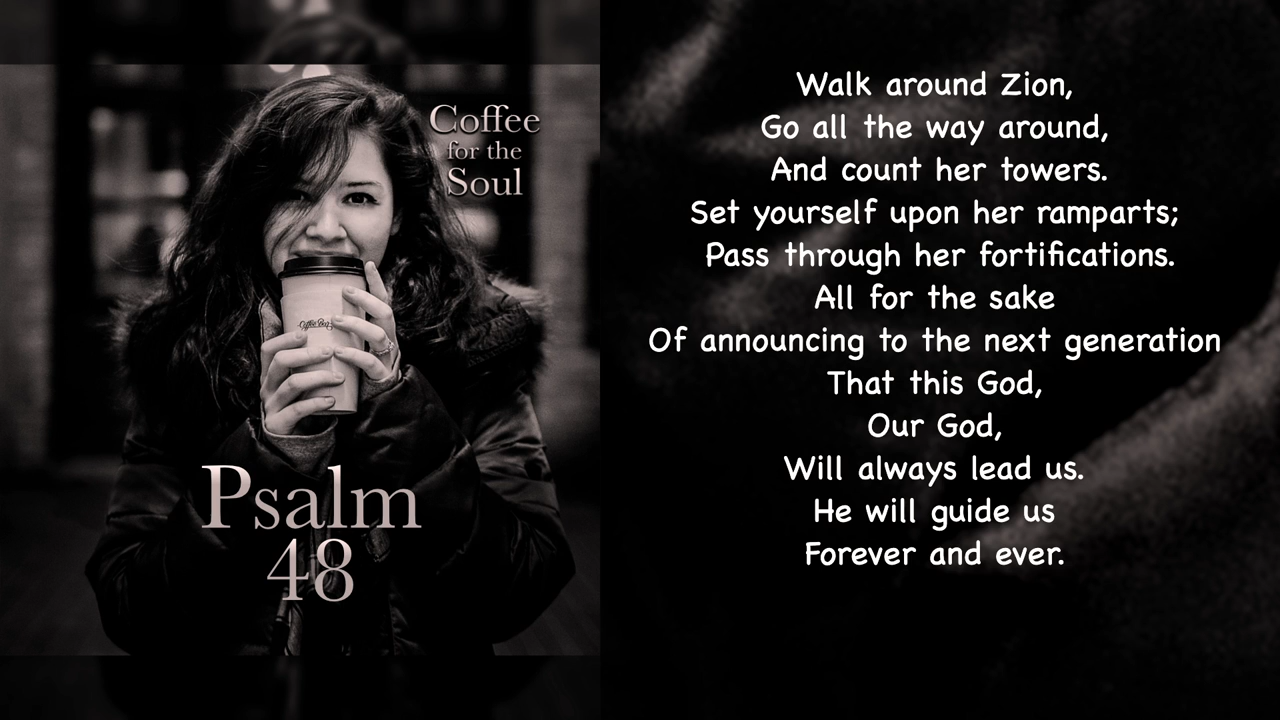 Coffee
for the
Soul
Psalm
48
Walk around Zion,
Go all the way around,
And count her towers.
Set yourself upon her ramparts;
Pass through her fortifications.
All for the sake
Of announcing to the next generation
That this God,
Our God,
Will always lead us.
He will guide us
Forever and ever.